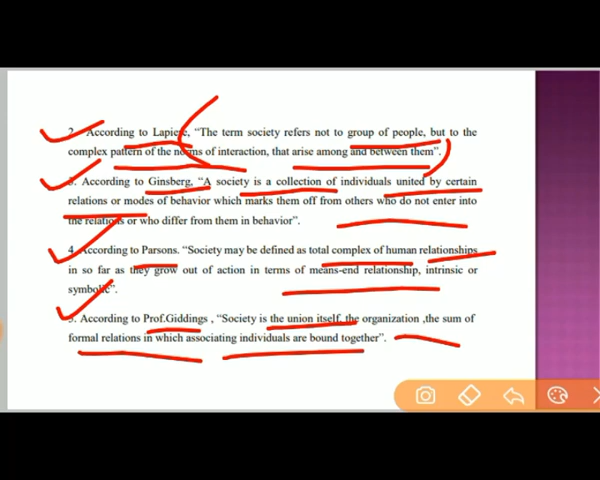 2. According to Lapiere, “The term society refers not to group of people, but to the
complex pattern of the norms of interaction, that arise among and between them”.
3. According to Ginsberg, “A society is a collection of individuals united by certain
relations or modes of behavior which marks them off from others who do not enter into
the relations or who differ from them in behavior”.
4. According to Parsons. “Society may be defined as total complex of human relationships
in so far as they grow out of action in terms of means-end relationship, intrinsic or
symbolic”.
5. According to Prof.Giddings , “Society is the union itself, the organization ,the sum of
formal relations in which associating individuals are bound together”.